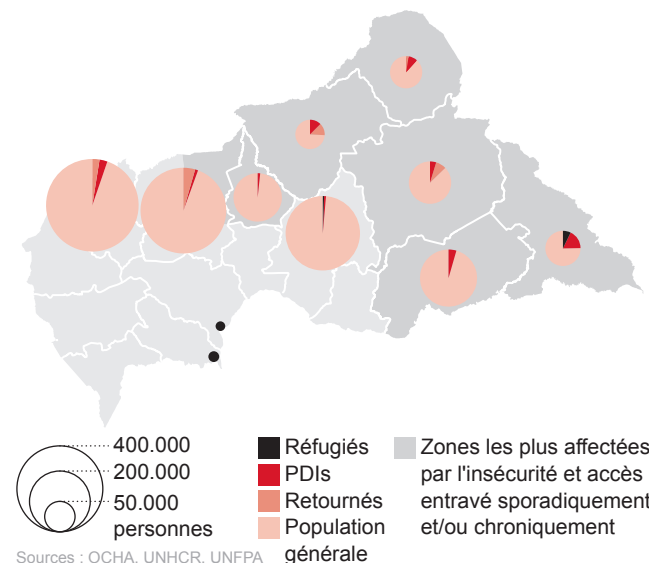 400.000
200.000
50.000
personnes
Réfugiés
PDIs
Retournés
Population
générale
Zones les plus affectées
par l'insécurité et accès
entravé sporadiquement
et/ou chroniquement
Sources : OCHA, UNHCR, UNFPA